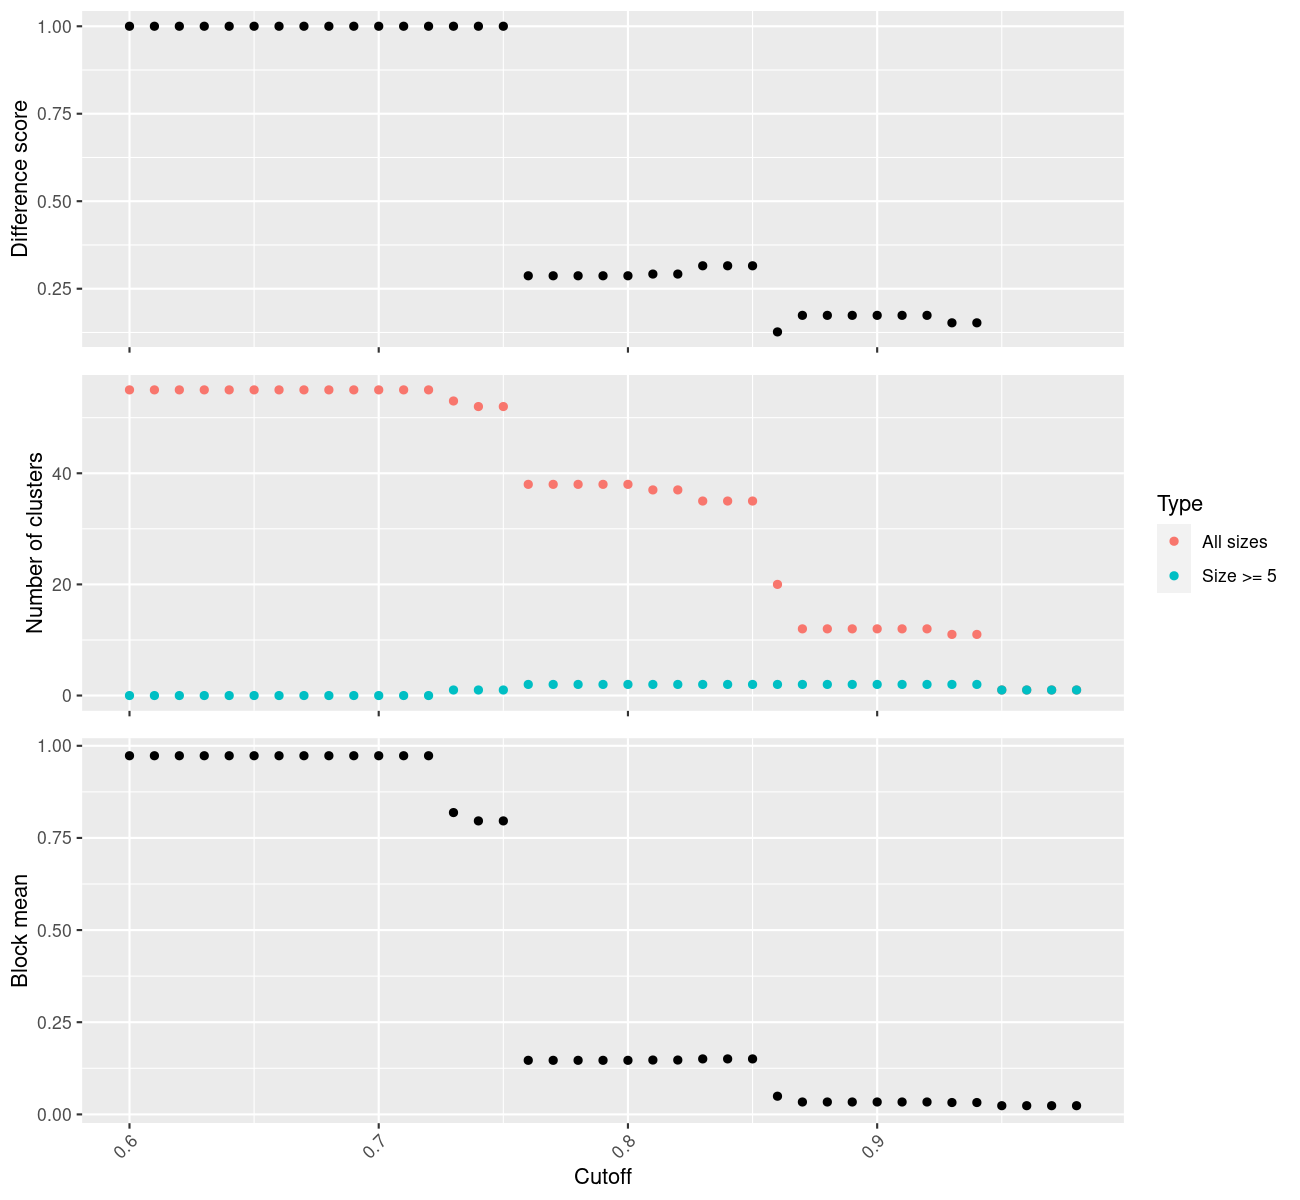 Difference score
1.00
0.75
0.50
0.25
Number of clusters
40
20
0
Type
All sizes
Size >= 5
Block mean
1.00
0.75
0.50
0.25
0.00
0.6
0.7
0.8
0.9
Cutoff